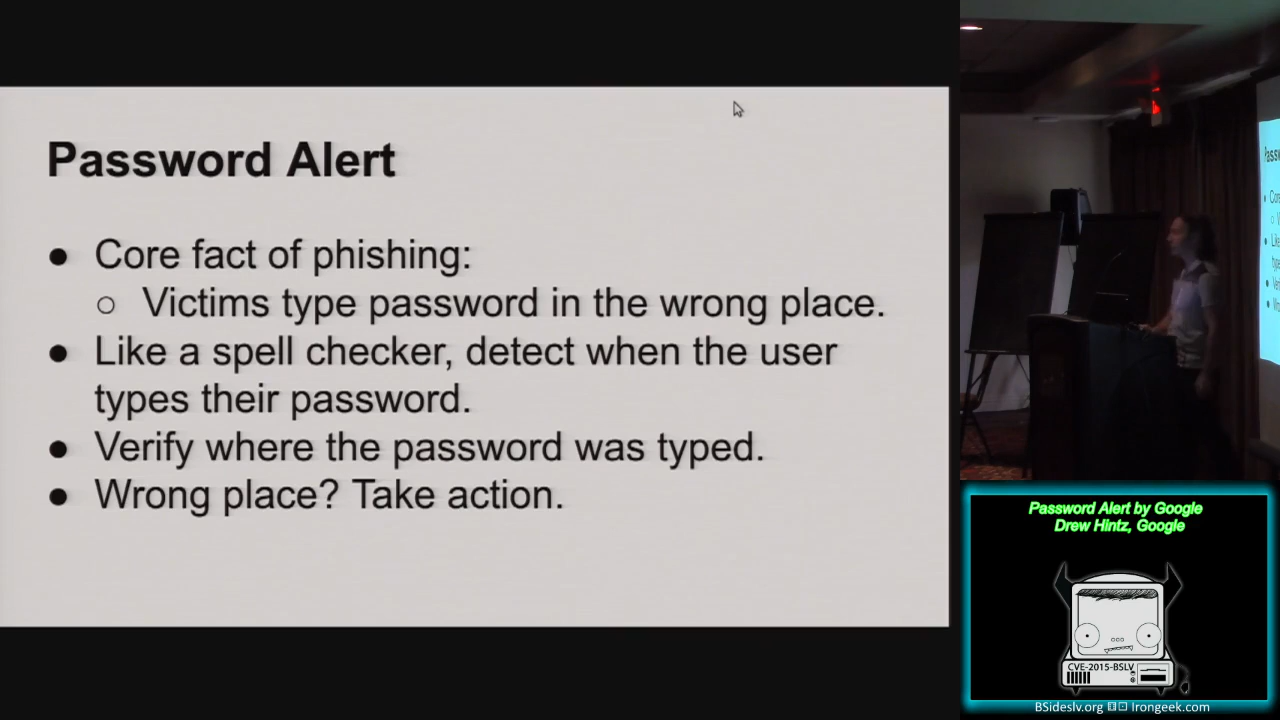 Password Alert
● Core fact of phishing:
○ Victims type password in the wrong place.
● Like a spell checker, detect when the user
types their password.
● Verify where the password was typed.
● Wrong place? Take action.
Password Alert by Google
Drew Hintz, Google
CVE-2015-BSLV
BSideslv.org Irongeek.com